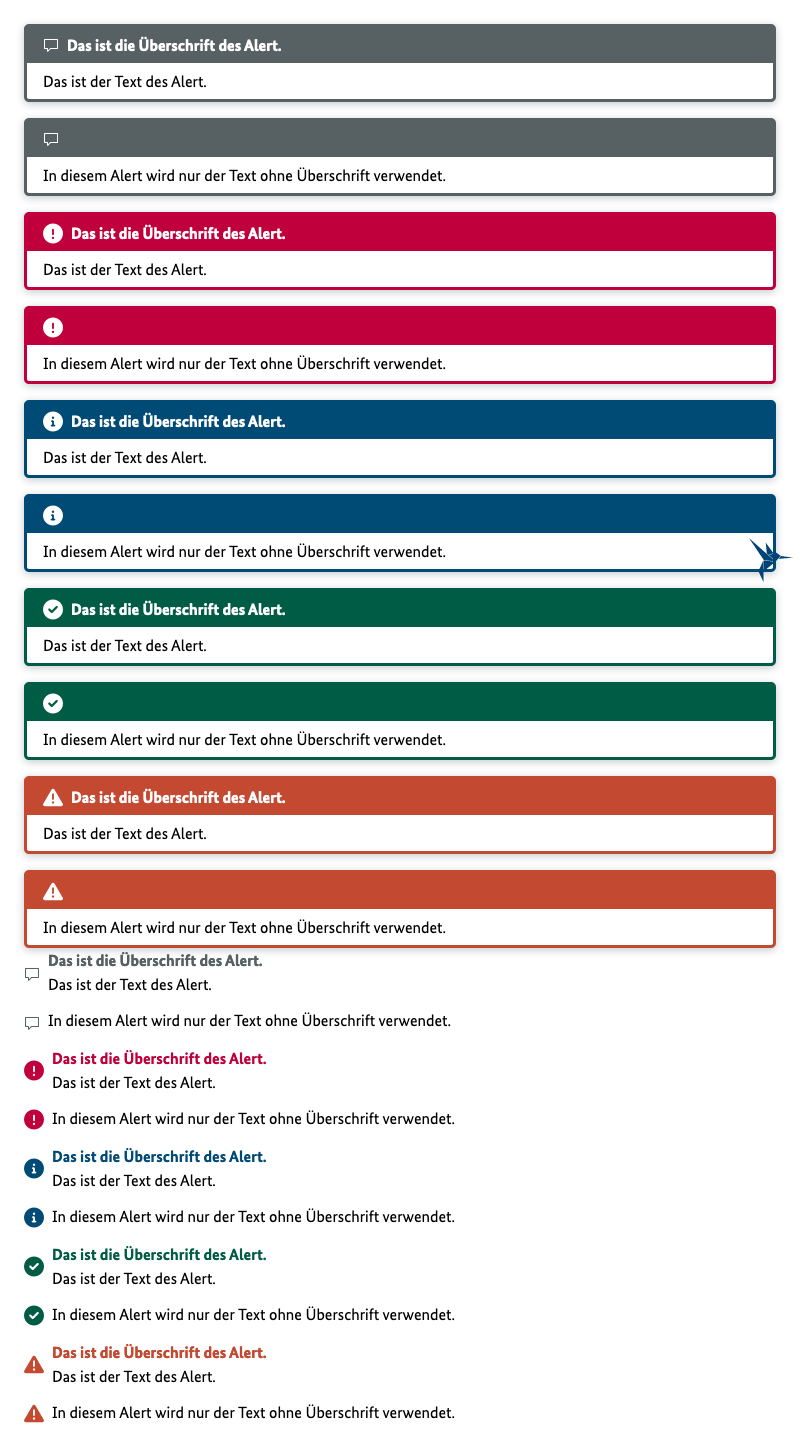 Das ist die Überschrift des Alert.
Das ist der Text des Alert.
In diesem Alert wird nur der Text ohne Überschrift verwendet.
Das ist die Überschrift des Alert.
Das ist der Text des Alert.
In diesem Alert wird nur der Text ohne Überschrift verwendet.
Das ist die Überschrift des Alert.
Das ist der Text des Alert.
In diesem Alert wird nur der Text ohne Überschrift verwendet.
Das ist die Überschrift des Alert.
Das ist der Text des Alert.
In diesem Alert wird nur der Text ohne Überschrift verwendet.
Das ist die Überschrift des Alert.
Das ist der Text des Alert.
In diesem Alert wird nur der Text ohne Überschrift verwendet.
Das ist die Überschrift des Alert.
Das ist der Text des Alert.
In diesem Alert wird nur der Text ohne Überschrift verwendet.
Das ist die Überschrift des Alert.
Das ist der Text des Alert.
In diesem Alert wird nur der Text ohne Überschrift verwendet.
Das ist die Überschrift des Alert.
Das ist der Text des Alert.
In diesem Alert wird nur der Text ohne Überschrift verwendet.
Das ist die Überschrift des Alert.
Das ist der Text des Alert.
In diesem Alert wird nur der Text ohne Überschrift verwendet.
Das ist die Überschrift des Alert.
Das ist der Text des Alert.
In diesem Alert wird nur der Text ohne Überschrift verwendet.